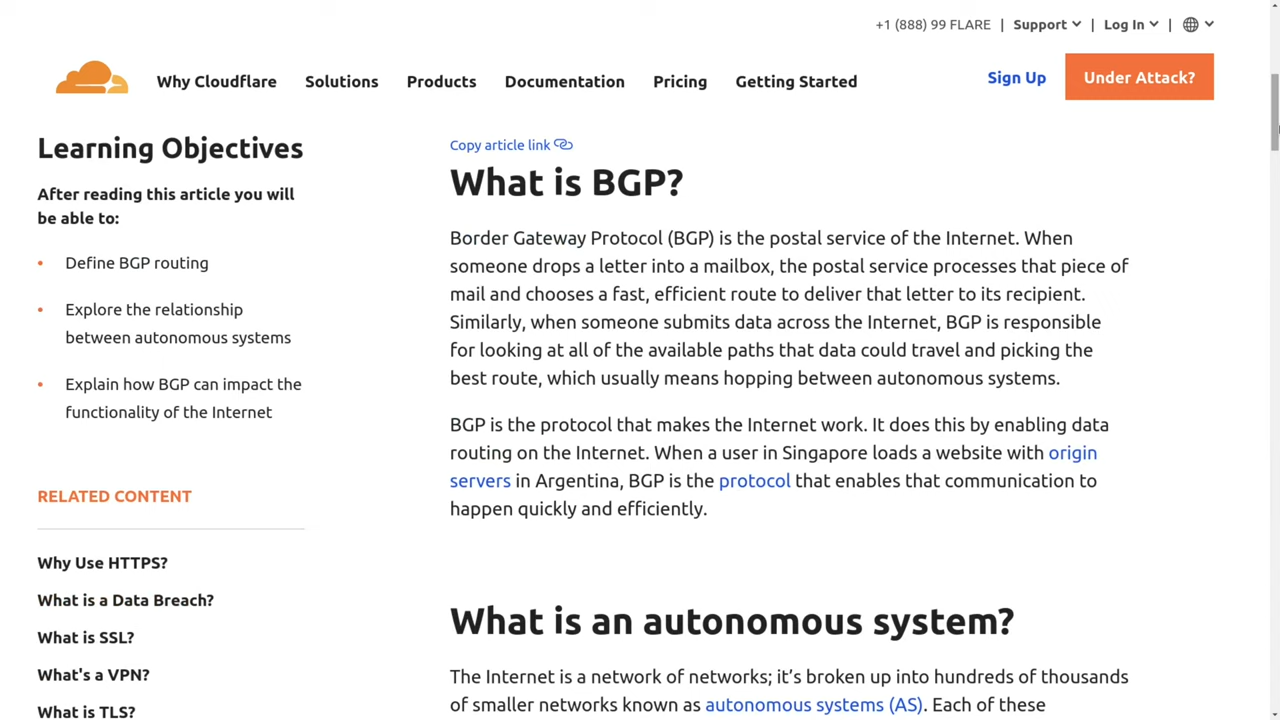 +1 (888) 99 FLARE | Support | Log In |
Why Cloudflare Solutions Products Documentation Pricing Getting Started Sign Up Under Attack?
Learning Objectives
After reading this article you will
be able to:
• Define BGP routing
• Explore the relationship
between autonomous systems
• Explain how BGP can impact the
functionality of the Internet
RELATED CONTENT
Why Use HTTPS?
What is a Data Breach?
What is SSL?
What's a VPN?
What is TLS?
Copy article link
What is BGP?
Border Gateway Protocol (BGP) is the postal service of the Internet. When
someone drops a letter into a mailbox, the postal service processes that piece of
mail and chooses a fast, efficient route to deliver that letter to its recipient.
Similarly, when someone submits data across the Internet, BGP is responsible
for looking at all of the available paths that data could travel and picking the
best route, which usually means hopping between autonomous systems.
BGP is the protocol that makes the Internet work. It does this by enabling data
routing on the Internet. When a user in Singapore loads a website with origin
servers in Argentina, BGP is the protocol that enables that communication to
happen quickly and efficiently.
What is an autonomous system?
The Internet is a network of networks; it’s broken up into hundreds of thousands
of smaller networks known as autonomous systems (AS). Each of these